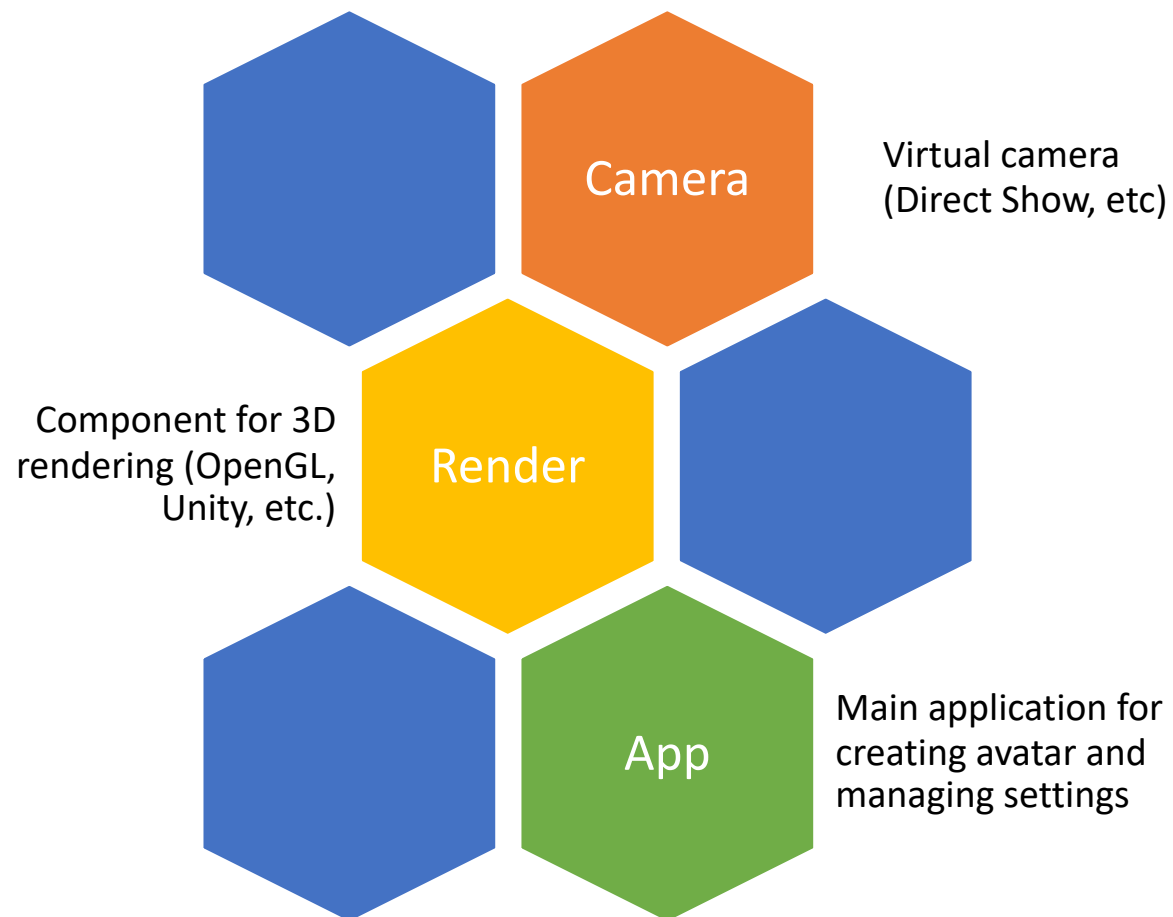 Camera
Virtual camera
(Direct Show, etc)
Component for 3D
rendering (OpenGL,
Unity, etc.)
Render
App
Main application for
creating avatar and
managing settings